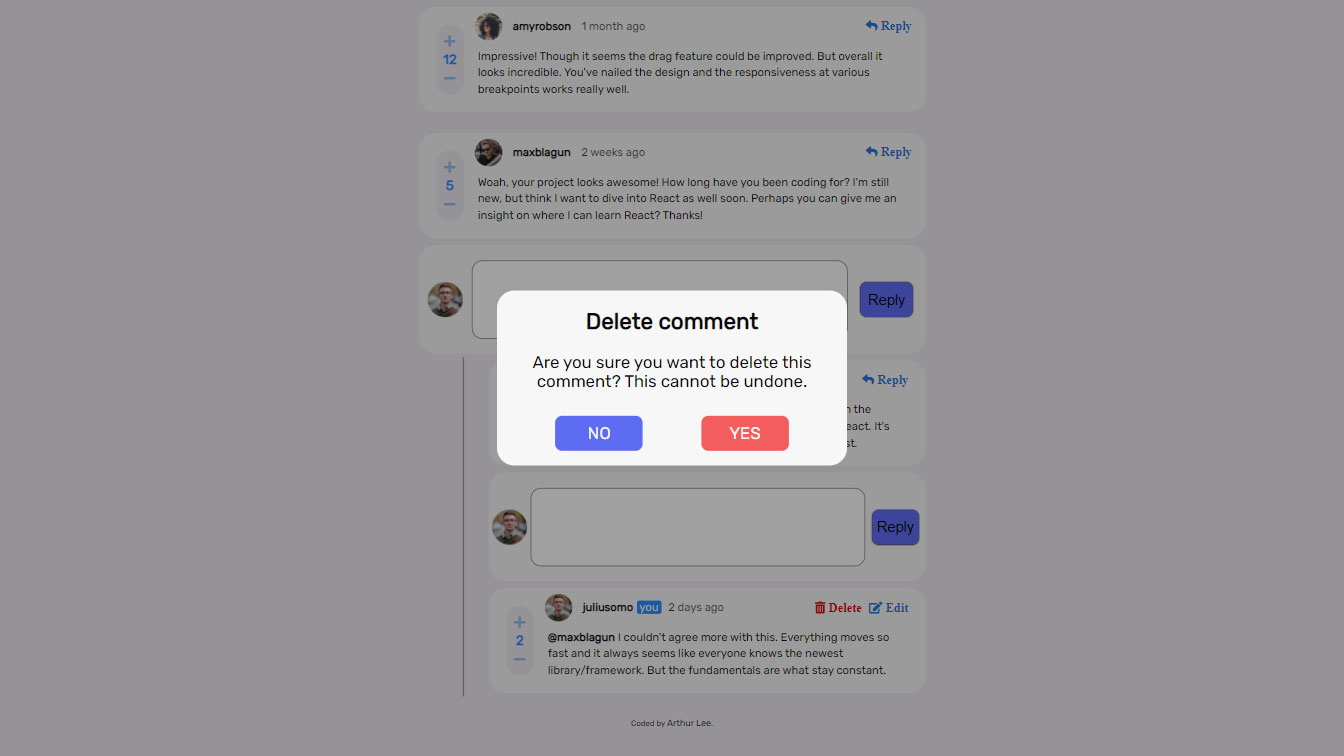 amyrobson 1 month ago Reply
+
12
−
Impressive! Though it seems the drag feature could be improved. But overall it
looks incredible. You've nailed the design and the responsiveness at various
breakpoints works really well.
maxblagun 2 weeks ago Reply
+
5
−
Woah, your project looks awesome! How long have you been coding for? I'm still
new, but think I want to dive into React as well soon. Perhaps you can give me an
insight on where I can learn React? Thanks!
Reply
Delete comment
Are you sure you want to delete this
comment? This cannot be undone.
NO YES
Reply
the
eact. It's
st.
Reply
juliusomo you 2 days ago Delete Edit
+
2
−
@maxblagun I couldn't agree more with this. Everything moves so
fast and it always seems like everyone knows the newest
library/framework. But the fundamentals are what stay constant.
Coded by Arthur Lee.